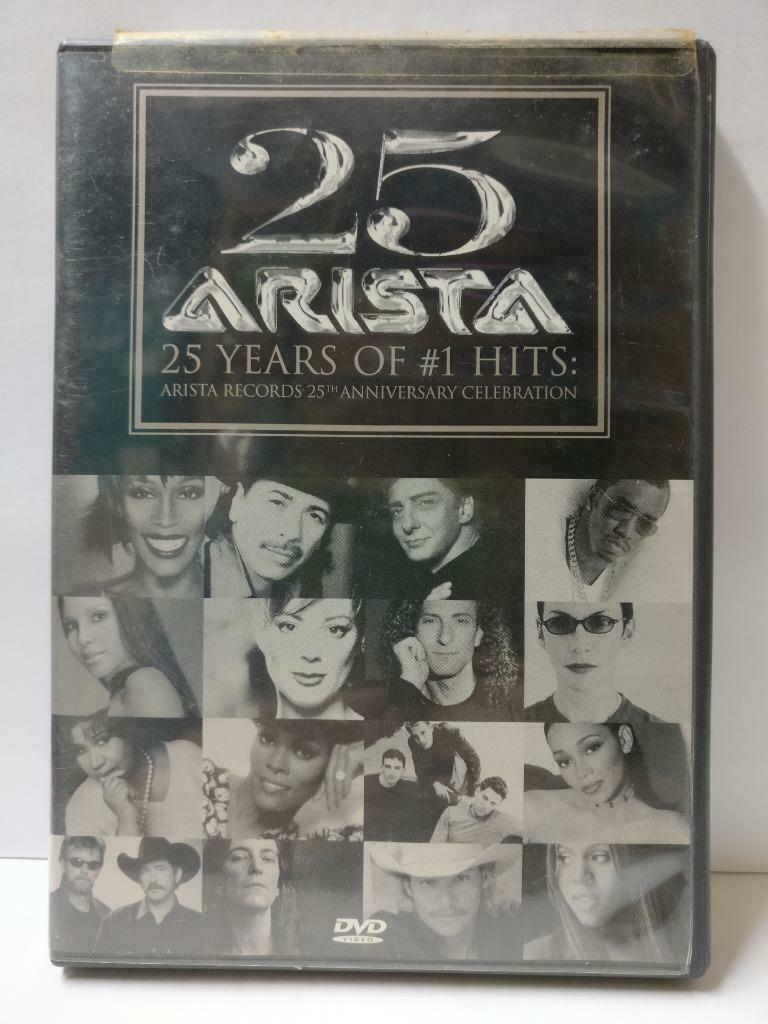 25
ARISTA
25 YEARS OF #1 HITS:
ARISTA RECORDS 25TH ANNIVERSARY CELEBRATION
DVD
VIDEO